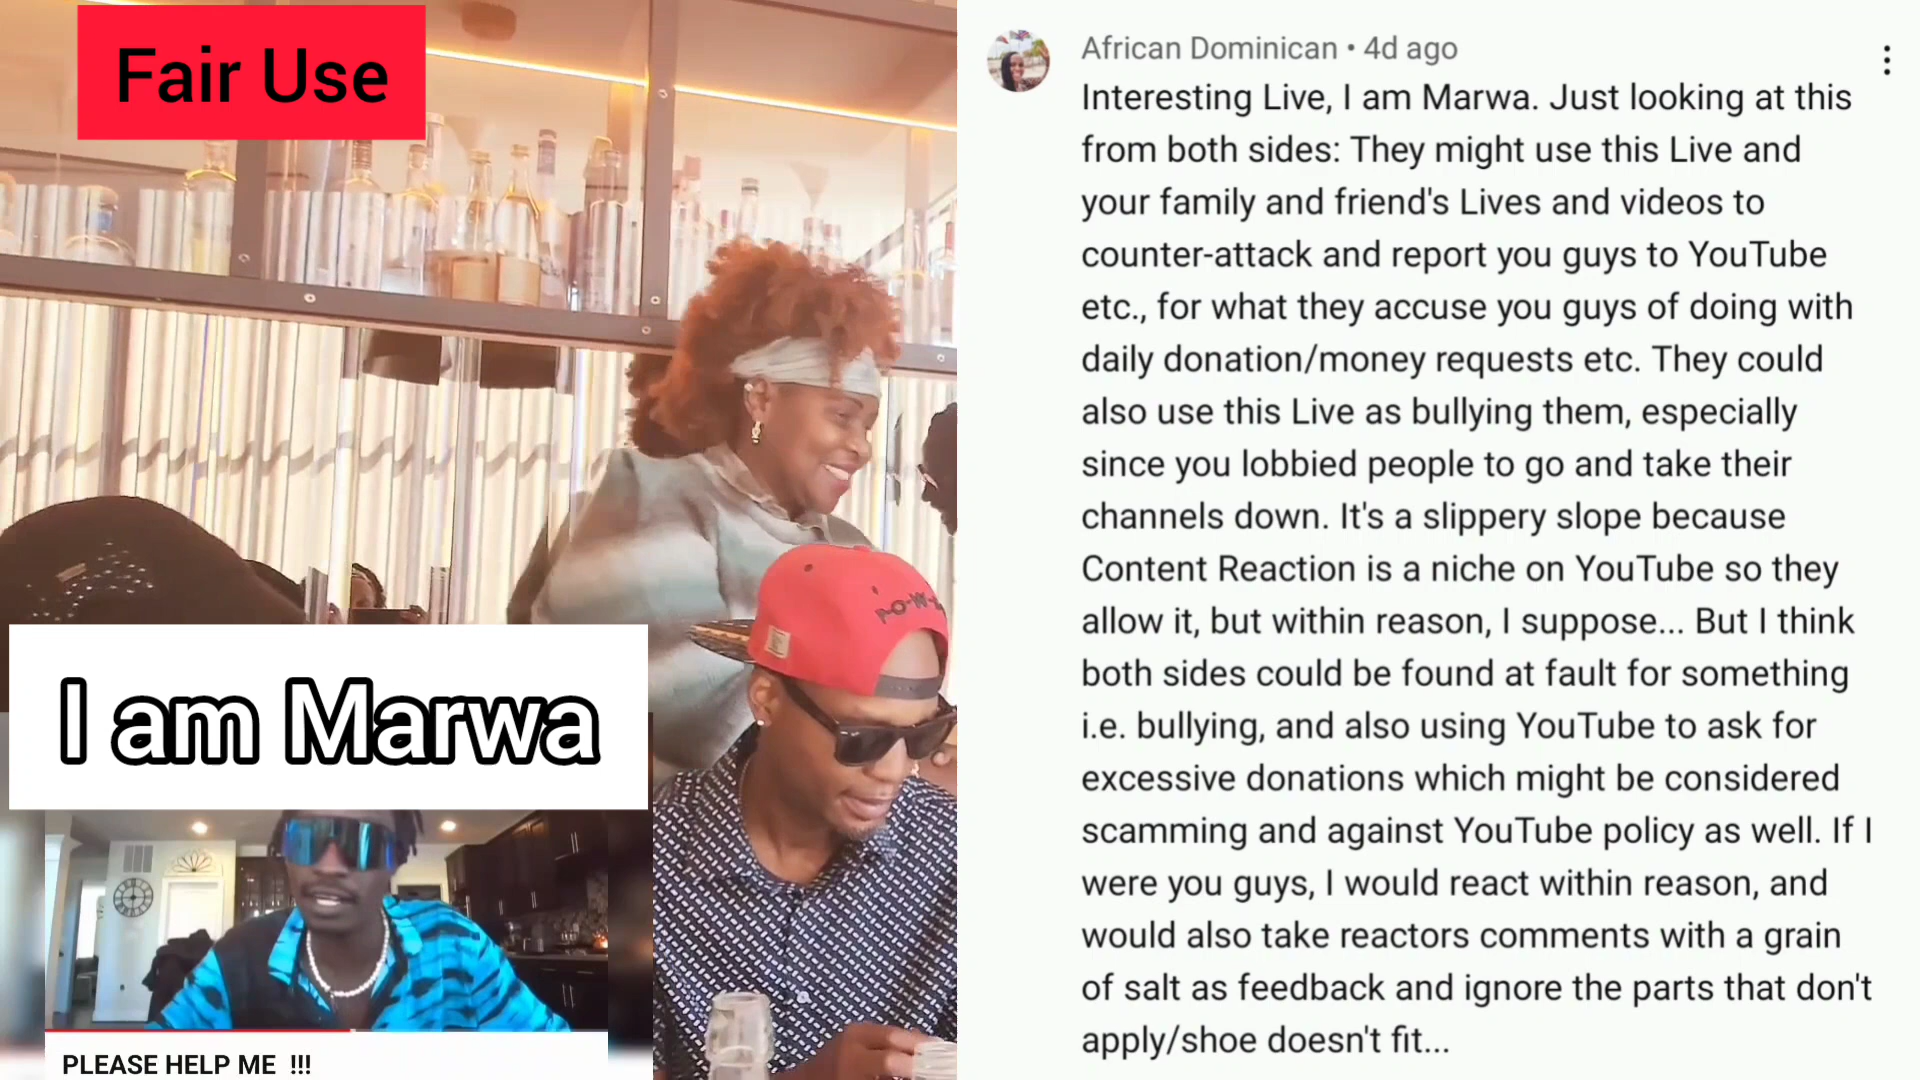 Fair Use
P-O-W-
I am Marwa
PLEASE HELP ME !!!
African Dominican • 4d ago
Interesting Live, I am Marwa. Just looking at this
from both sides: They might use this Live and
your family and friend's Lives and videos to
counter-attack and report you guys to YouTube
etc., for what they accuse you guys of doing with
daily donation/money requests etc. They could
also use this Live as bullying them, especially
since you lobbied people to go and take their
channels down. It's a slippery slope because
Content Reaction is a niche on YouTube so they
allow it, but within reason, I suppose... But I think
both sides could be found at fault for something
i.e. bullying, and also using YouTube to ask for
excessive donations which might be considered
scamming and against YouTube policy as well. If I
were you guys, I would react within reason, and
would also take reactors comments with a grain
of salt as feedback and ignore the parts that don't
apply/shoe doesn't fit...